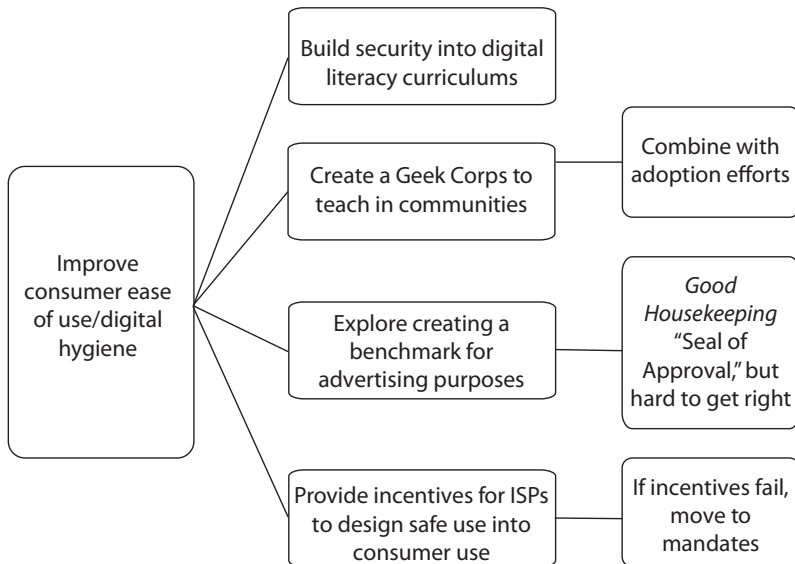 Improve
consumer ease
of use/digital
hygiene
Build security into digital
literacy curriculums
Create a Geek Corps to
teach in communities
Combine with
adoption efforts
Explore creating a
benchmark for
advertising purposes
Good
Housekeeping
“Seal of
Approval,” but
hard to get right
Provide incentives for ISPs
to design safe use into
consumer use
If incentives fail,
move to
mandates